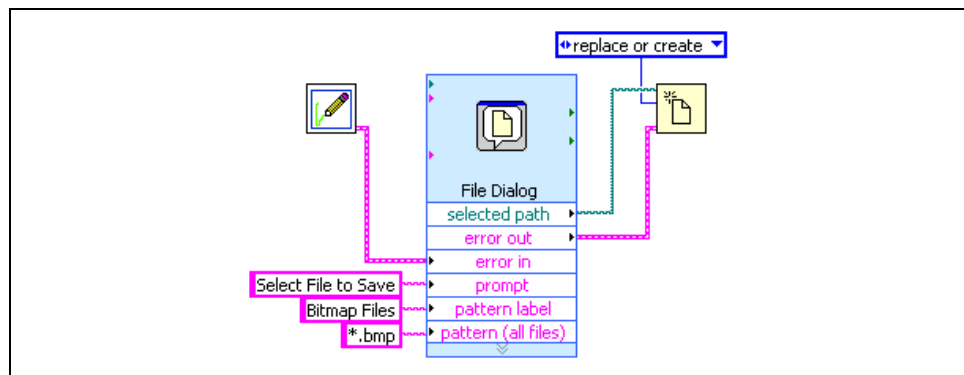 replace or create
File Dialog
selected path
error out
error in
Select File to Save
prompt
Bitmap Files
pattern label
*.bmp
pattern (all files)